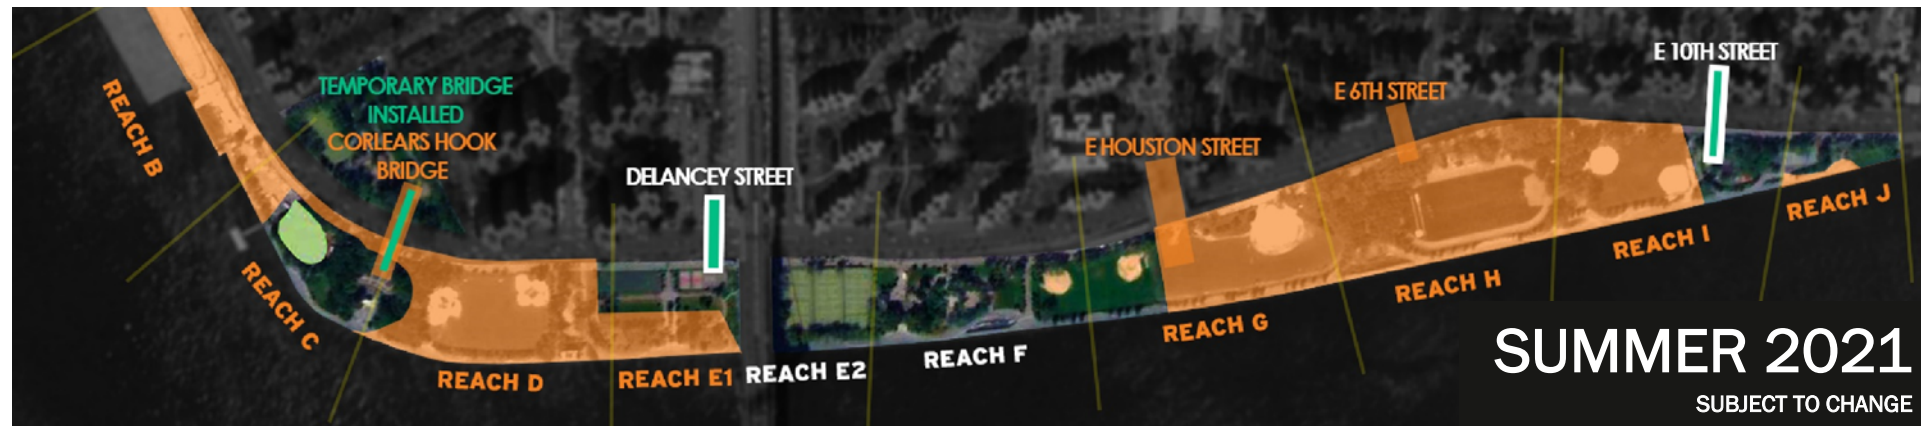 REACH B
TEMPORARY BRIDGE
INSTALLED
CORLEARS HOOK
BRIDGE
DELANCEY STREET
E HOUSTON STREET
E 6TH STREET
E 10TH STREET
REACH C
REACH D
REACH E1
REACH E2
REACH F
REACH G
REACH H
REACH I
REACH J
SUMMER 2021
SUBJECT TO CHANGE